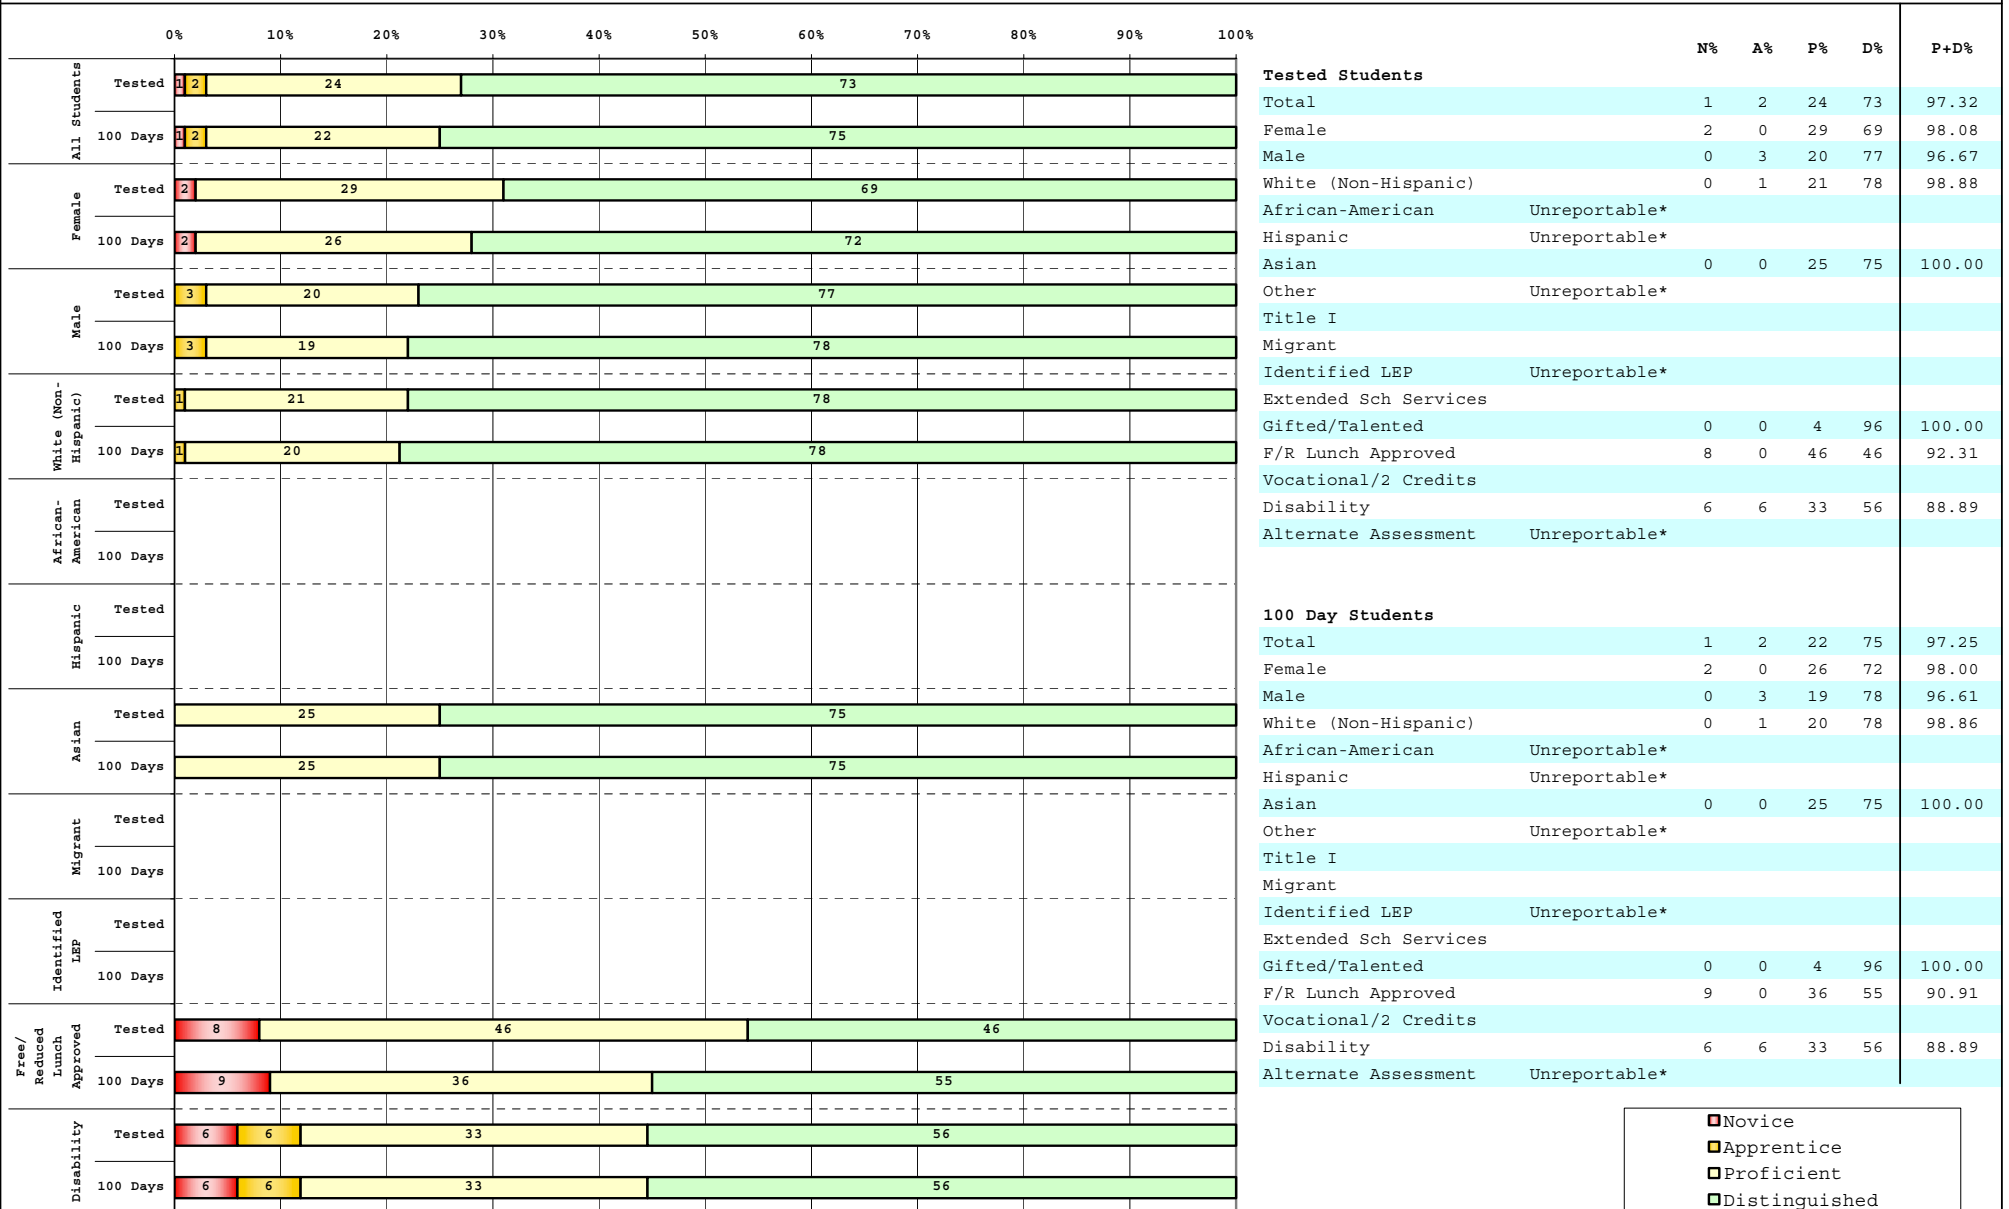 0% 10% 20% 30% 40% 50% 60% 70% 80% 90% 100%
All Students
Tested 1 2 24 73
100 Days 1 2 22 75
Female
Tested 2 29 69
100 Days 2 26 72
Male
Tested 3 20 77
100 Days 3 19 78
White (Non-
Hispanic)
Tested 1 21 78
100 Days 1 20 78
African-
American
Tested
100 Days
Hispanic
Tested
100 Days
Asian
Tested 25 75
100 Days 25 75
Migrant
Tested
100 Days
Identified
LEP
Tested
100 Days
Free/
Reduced
Lunch
Approved
Tested 8 46 46
100 Days 9 36 55
Disability
Tested 6 6 33 56
100 Days 6 6 33 56
N% A% P% D% P+D%
Tested Students
Total 1 2 24 73 97.32
Female 2 0 29 69 98.08
Male 0 3 20 77 96.67
White (Non-Hispanic) 0 1 21 78 98.88
African-American Unreportable*
Hispanic Unreportable*
Asian 0 0 25 75 100.00
Other Unreportable*
Title I
Migrant
Identified LEP Unreportable*
Extended Sch Services
Gifted/Talented 0 0 4 96 100.00
F/R Lunch Approved 8 0 46 46 92.31
Vocational/2 Credits
Disability 6 6 33 56 88.89
Alternate Assessment Unreportable*
100 Day Students
Total 1 2 22 75 97.25
Female 2 0 26 72 98.00
Male 0 3 19 78 96.61
White (Non-Hispanic) 0 1 20 78 98.86
African-American Unreportable*
Hispanic Unreportable*
Asian 0 0 25 75 100.00
Other Unreportable*
Title I
Migrant
Identified LEP Unreportable*
Extended Sch Services
Gifted/Talented 0 0 4 96 100.00
F/R Lunch Approved 9 0 36 55 90.91
Vocational/2 Credits
Disability 6 6 33 56 88.89
Alternate Assessment Unreportable*
Novice
Apprentice
Proficient
Distinguished